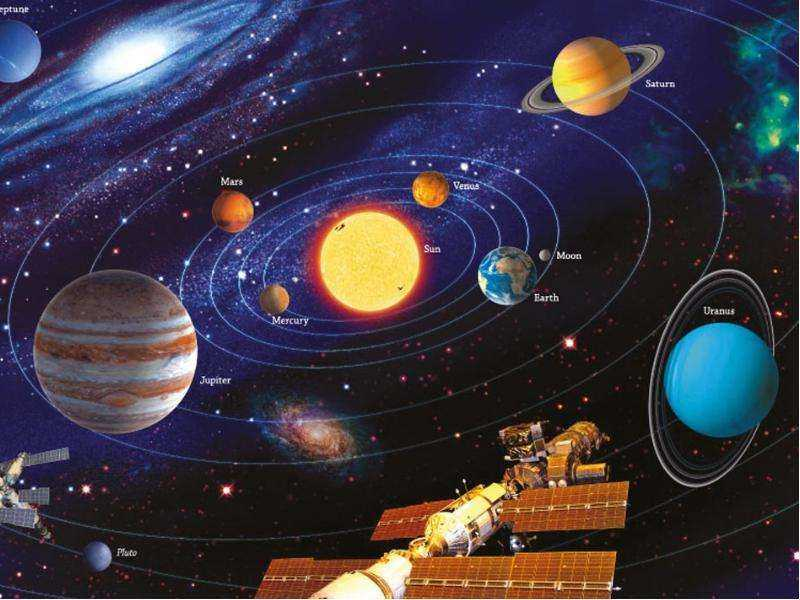 eptune
Saturn
Mars
Venus
Sun
Moon
Earth
Mercury
Uranus
Jupiter
Pluto